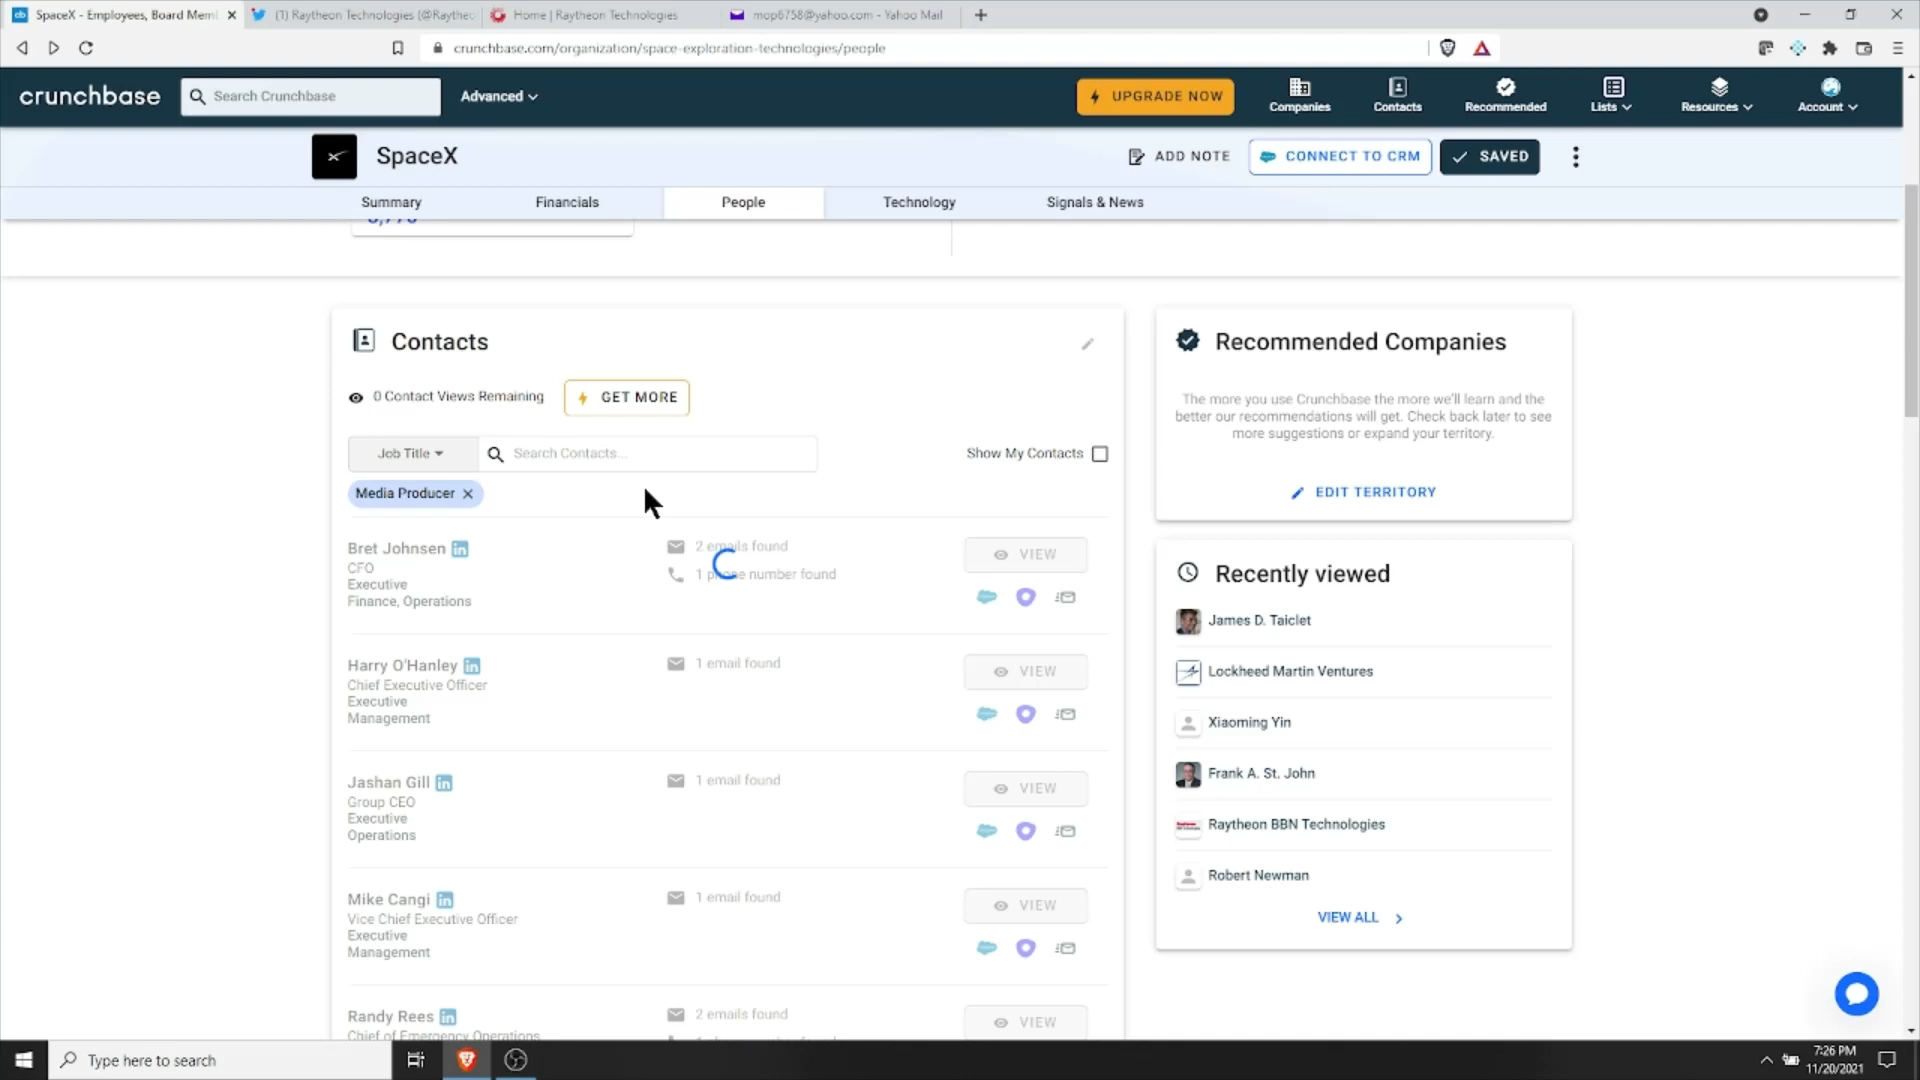 SpaceX - Employees, Board Mem
(1) Raytheon Technologies (@Raytheo
Home | Raytheon Technologies
mop6758@yahoo.com - Yahoo Mail
crunchbase.com/organization/space-exploration-technologies/people
crunchbase
Search Crunchbase
Advanced
UPGRADE NOW
Companies
Contacts
Recommended
Lists
Resources
Account
SpaceX
ADD NOTE
CONNECT TO CRM
SAVED
Summary
Financials
People
Technology
Signals & News
Contacts
0 Contact Views Remaining
GET MORE
Job Title
Search Contacts...
Show My Contacts
Media Producer
Bret Johnsen
CFO
Executive
Finance, Operations
2 emails found
1 phone number found
VIEW
Harry O'Hanley
Chief Executive Officer
Executive
Management
1 email found
VIEW
Jashan Gill
Group CEO
Executive
Operations
1 email found
VIEW
Mike Cangi
Vice Chief Executive Officer
Executive
Management
1 email found
VIEW
Randy Rees
Chief of Emergency Operations
2 emails found
VIEW
Recommended Companies
The more you use Crunchbase the more we'll learn and the
better our recommendations will get. Check back later to see
more suggestions or expand your territory.
EDIT TERRITORY
Recently viewed
James D. Taiclet
Lockheed Martin Ventures
Xiaoming Yin
Frank A. St. John
Raytheon BBN Technologies
Robert Newman
VIEW ALL
Type here to search
7:26 PM
11/20/2021